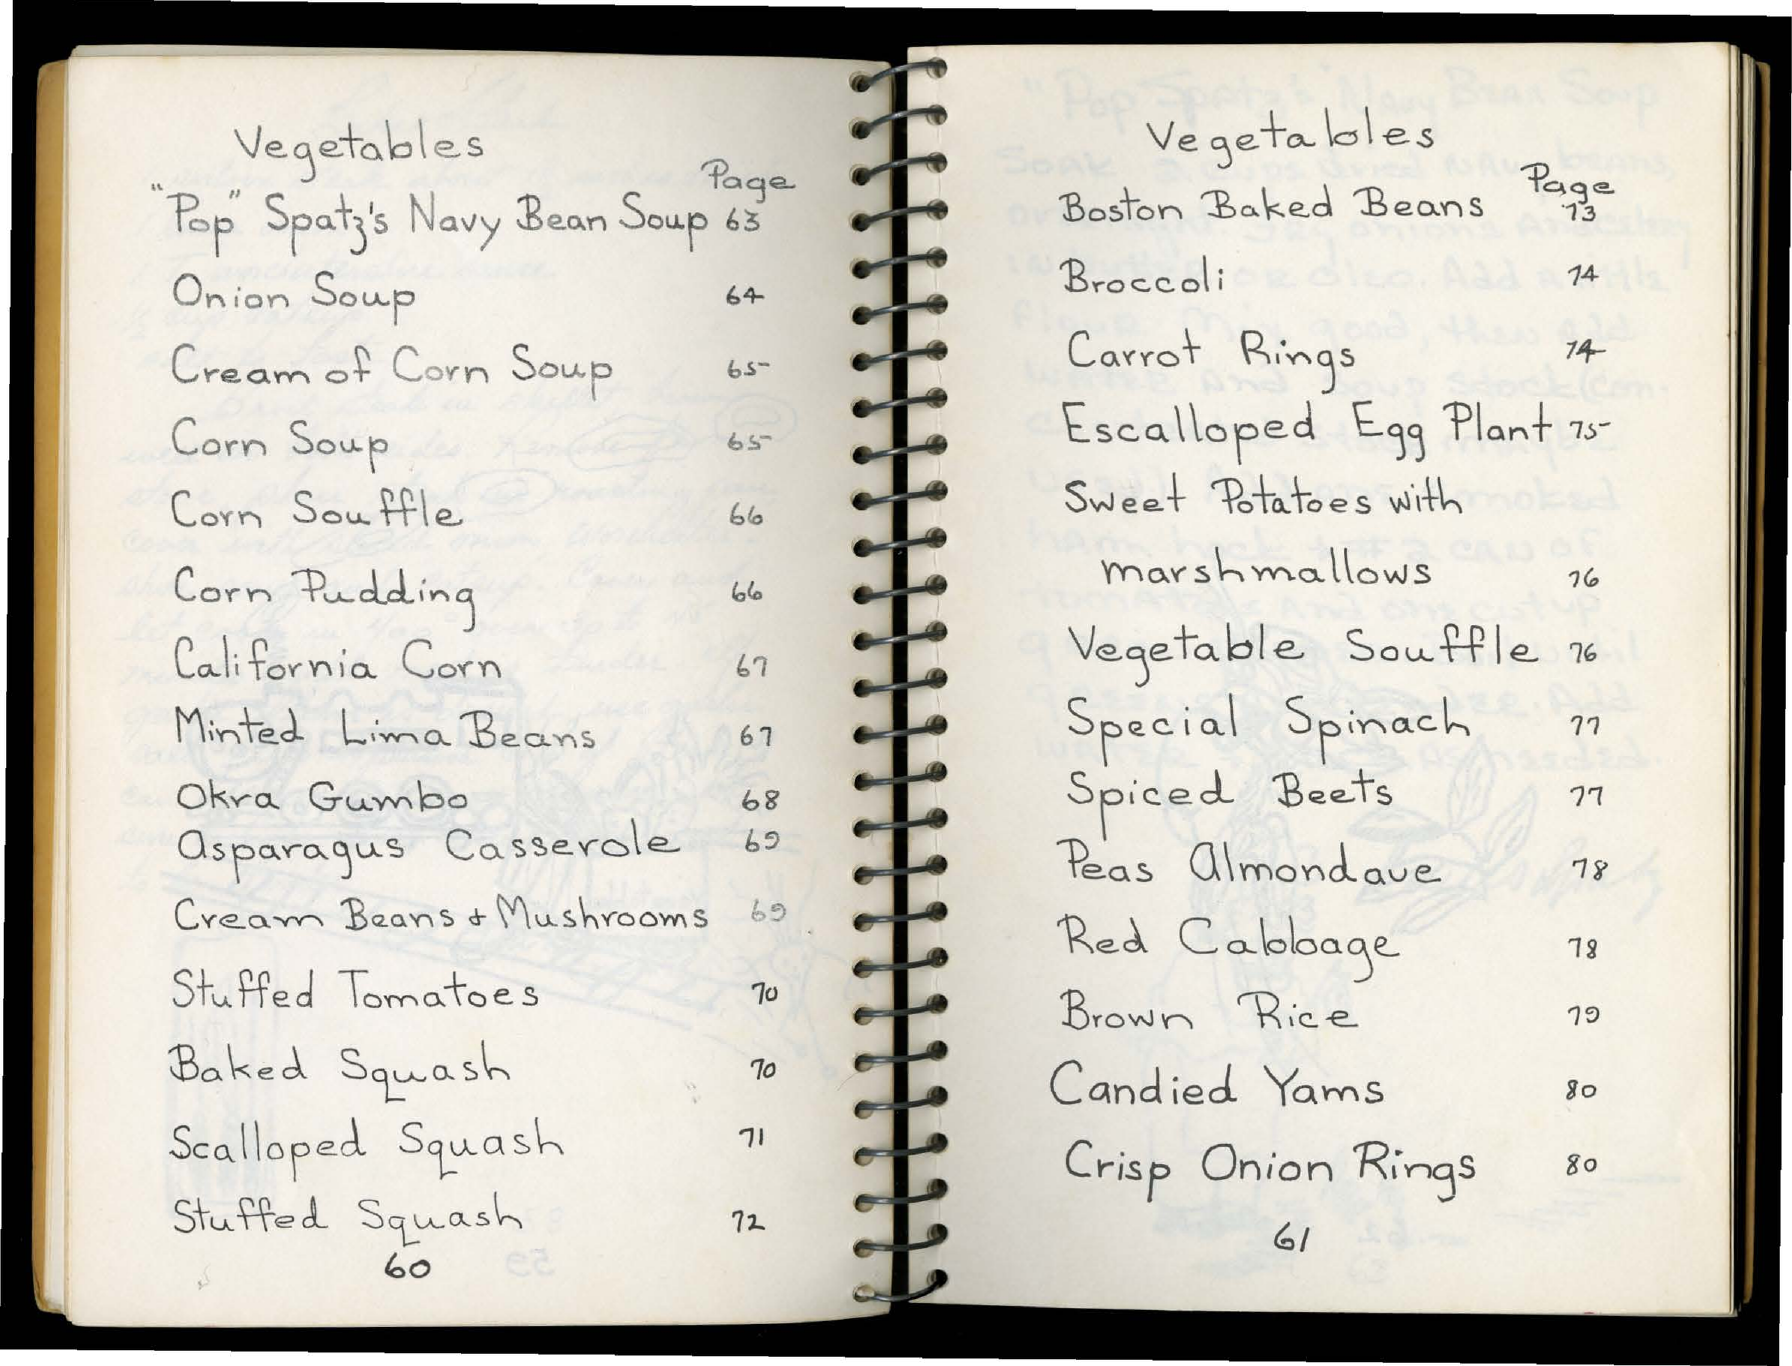 Vegetables
Page
"Pop" Spatz's Navy Bean Soup 63
Onion Soup 64
Cream of Corn Soup 65
Corn Soup 65
Corn Souffle 66
Corn Pudding 66
California Corn 67
Minted Lima Beans 67
Okra Gumbo 68
Asparagus Casserole 69
Cream Beans & Mushrooms 69
Stuffed Tomatoes 70
Baked Squash 70
Scalloped Squash 71
Stuffed Squash 72
60
Vegetables
Page
Boston Baked Beans 73
Broccoli 74
Carrot Rings 74
Escalloped Egg Plant 75
Sweet Potatoes with
marshmallows 76
Vegetable Souffle 76
Special Spinach 77
Spiced Beets 77
Peas Almondave 78
Red Cabbage 78
Brown Rice 79
Candied Yams 80
Crisp Onion Rings 80
61